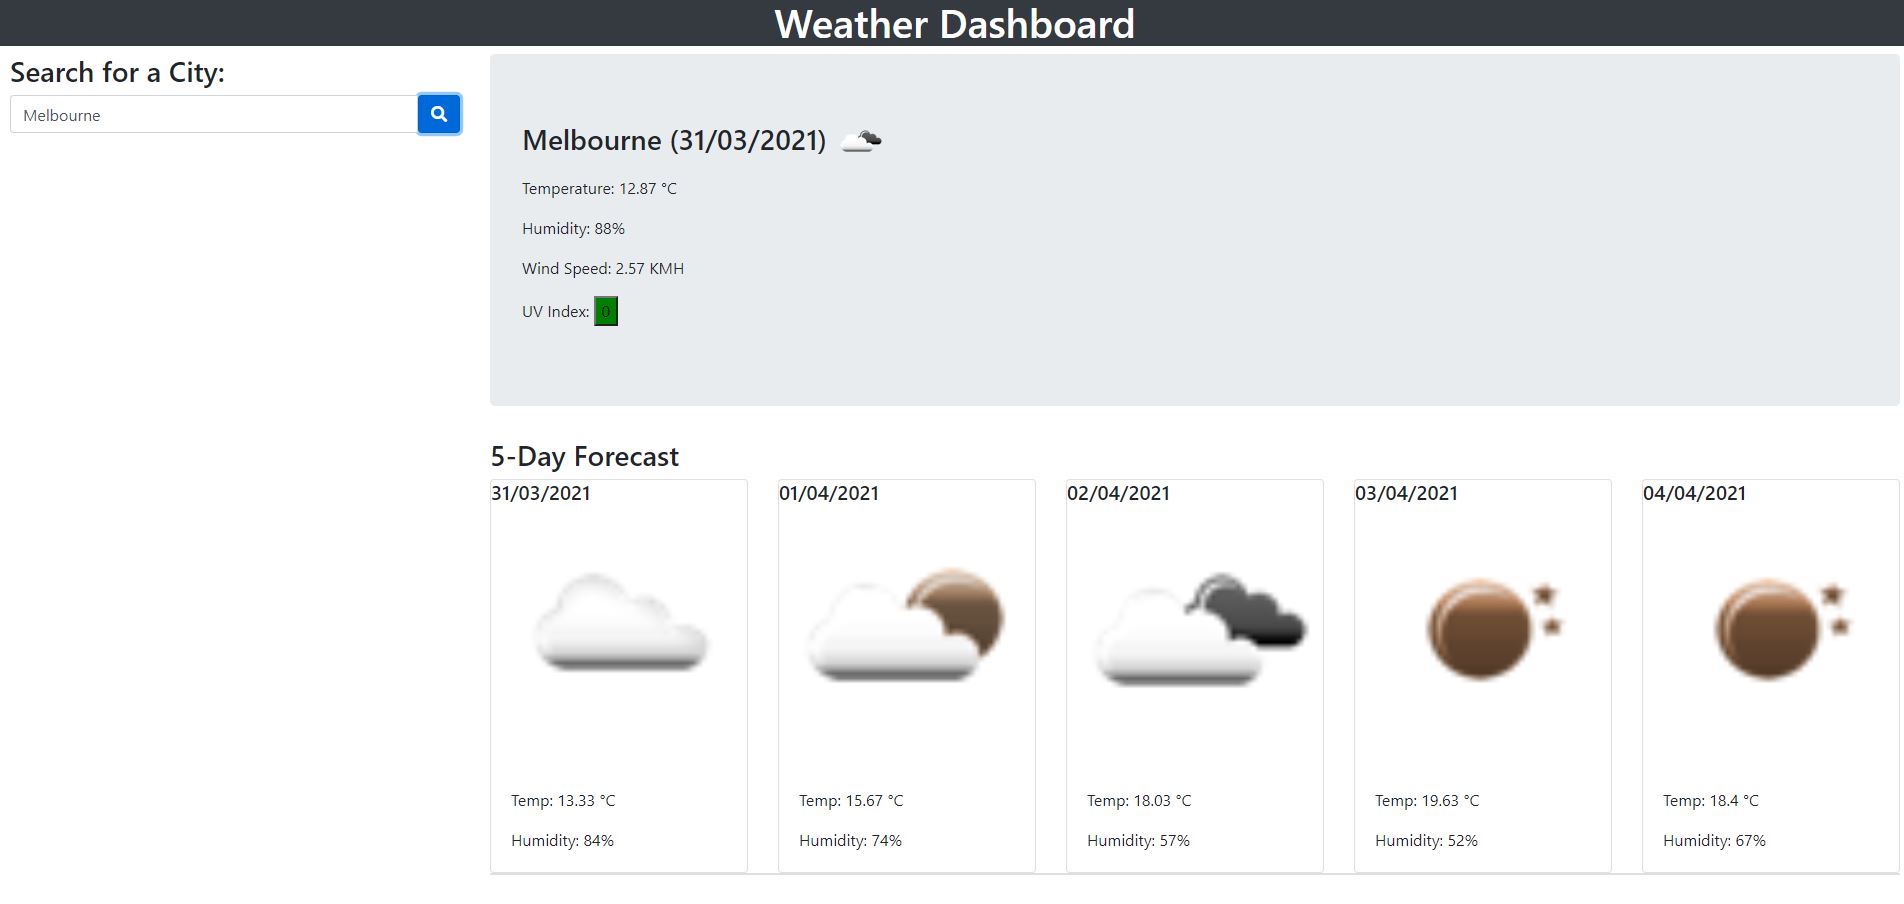 Weather Dashboard
Search for a City:
Melbourne
Melbourne (31/03/2021)
Temperature: 12.87 °C
Humidity: 88%
Wind Speed: 2.57 KMH
UV Index: 0
5-Day Forecast
31/03/2021
Temp: 13.33 °C
Humidity: 84%
01/04/2021
Temp: 15.67 °C
Humidity: 74%
02/04/2021
Temp: 18.03 °C
Humidity: 57%
03/04/2021
Temp: 19.63 °C
Humidity: 52%
04/04/2021
Temp: 18.4 °C
Humidity: 67%